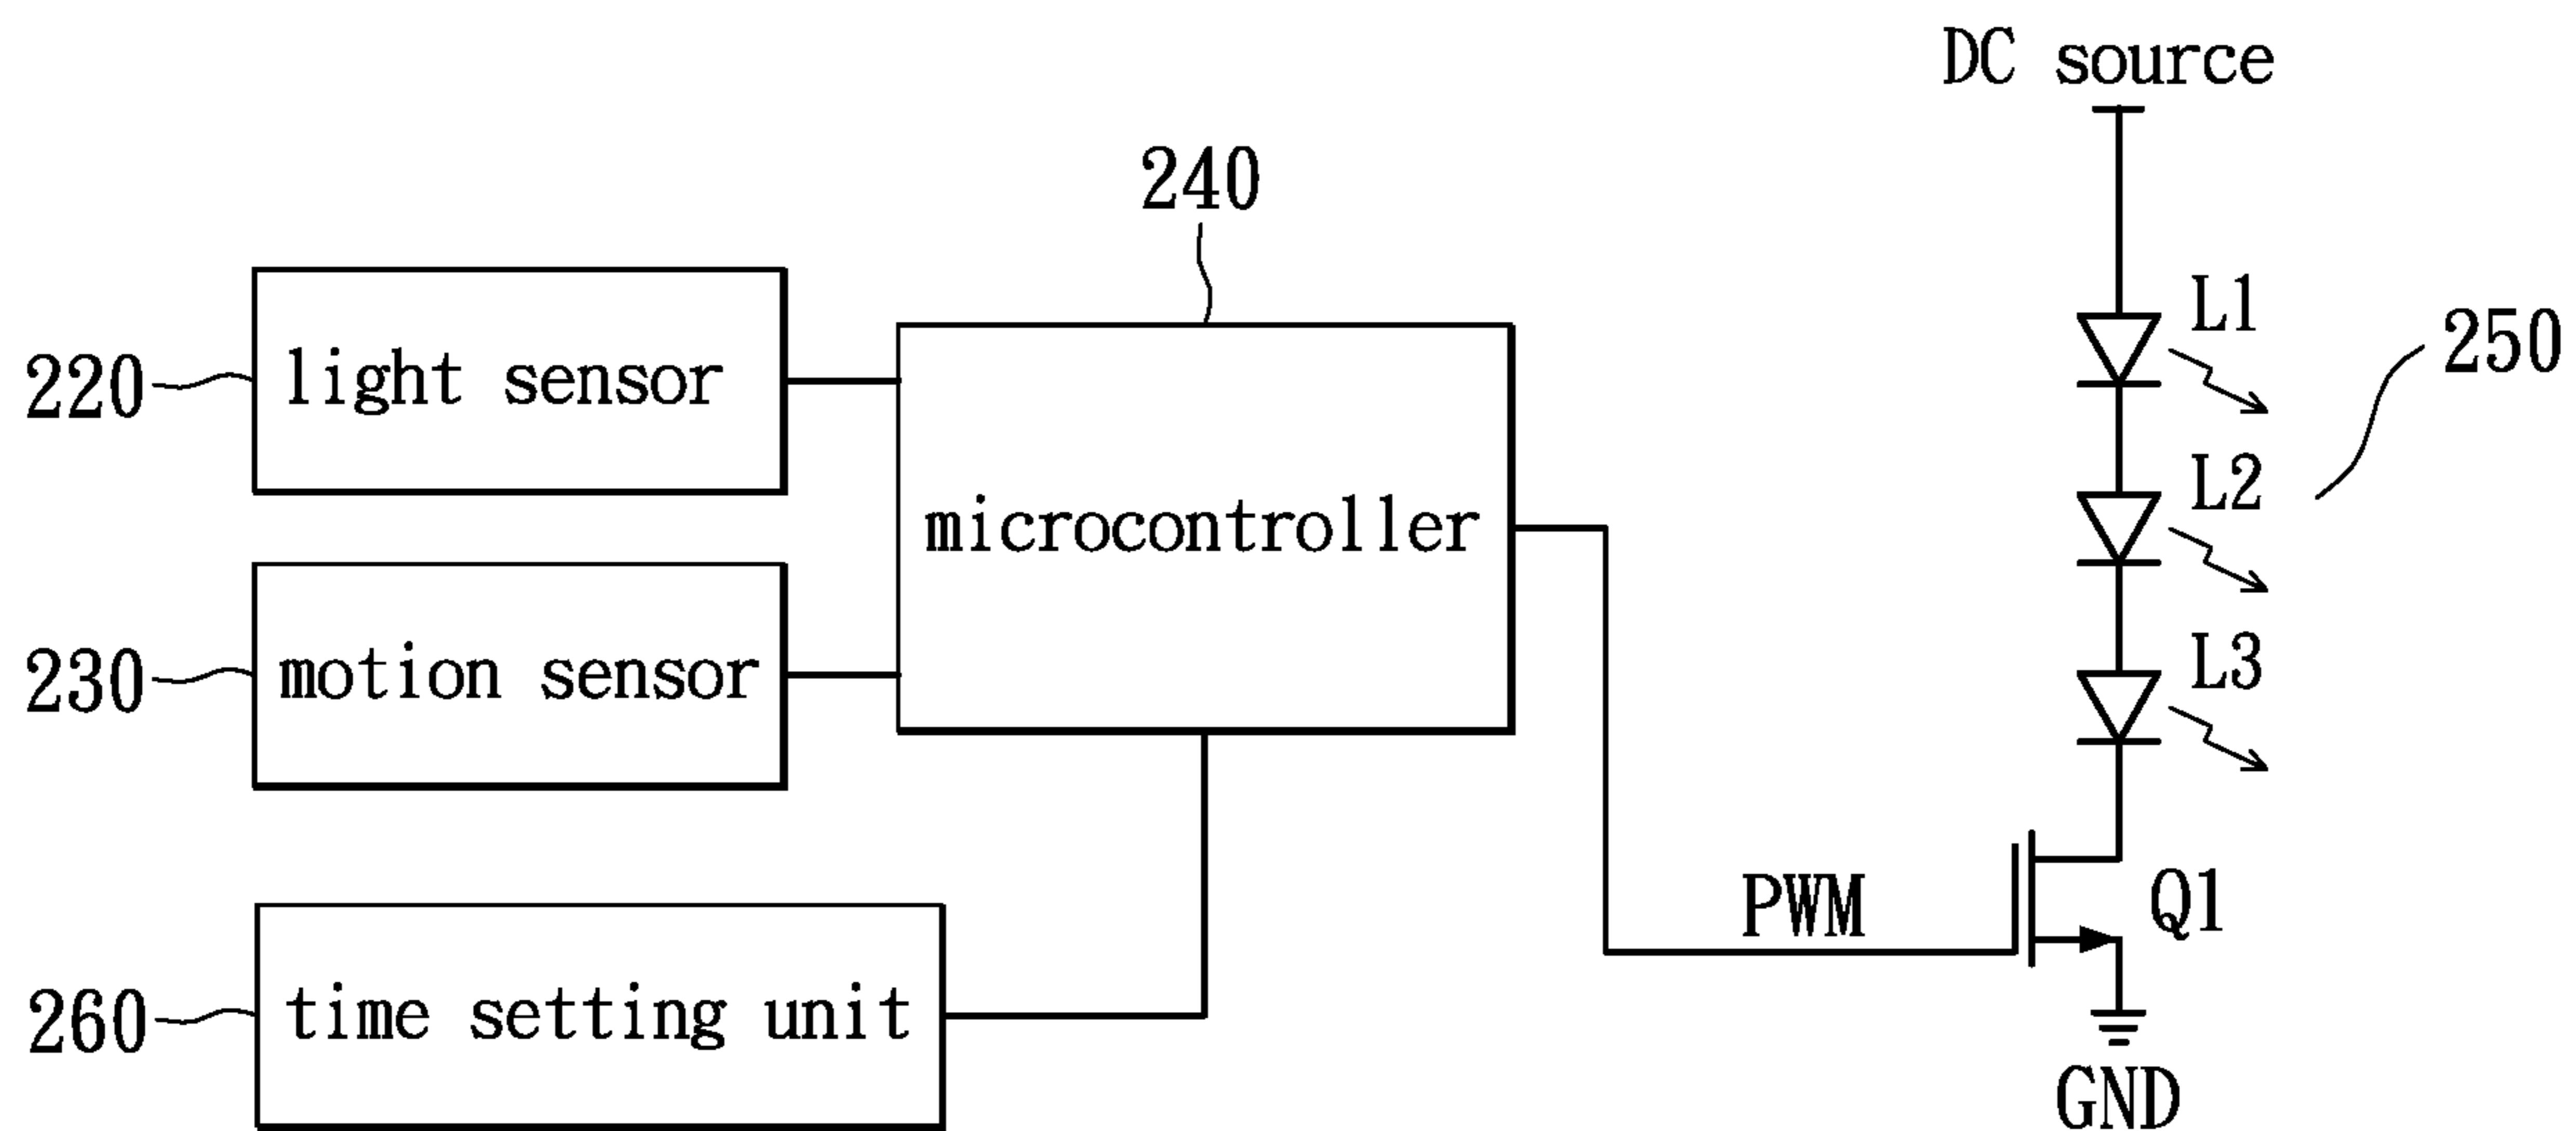 DC source
240
L1
220
light sensor
250
L2
microcontroller
L3
230
motion sensor
PWM
Q1
260
time setting unit
GND